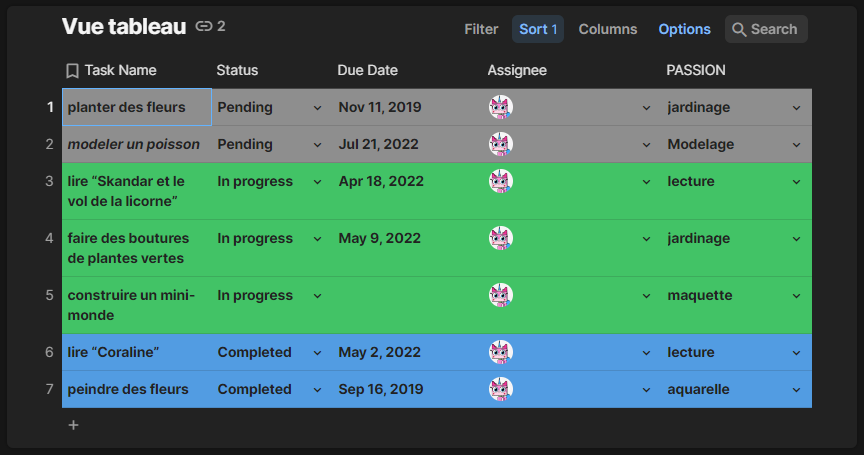 Vue tableau 2
Filter Sort 1 Columns Options Search
Task Name Status Due Date Assignee PASSION
1 planter des fleurs Pending Nov 11, 2019 jardinage
2 modeler un poisson Pending Jul 21, 2022 Modelage
3 lire “Skandar et le In progress Apr 18, 2022 lecture
vol de la licorne”
4 faire des boutures In progress May 9, 2022 jardinage
de plantes vertes
5 construire un mini- In progress maquette
monde
6 lire “Coraline” Completed May 2, 2022 lecture
7 peindre des fleurs Completed Sep 16, 2019 aquarelle
+